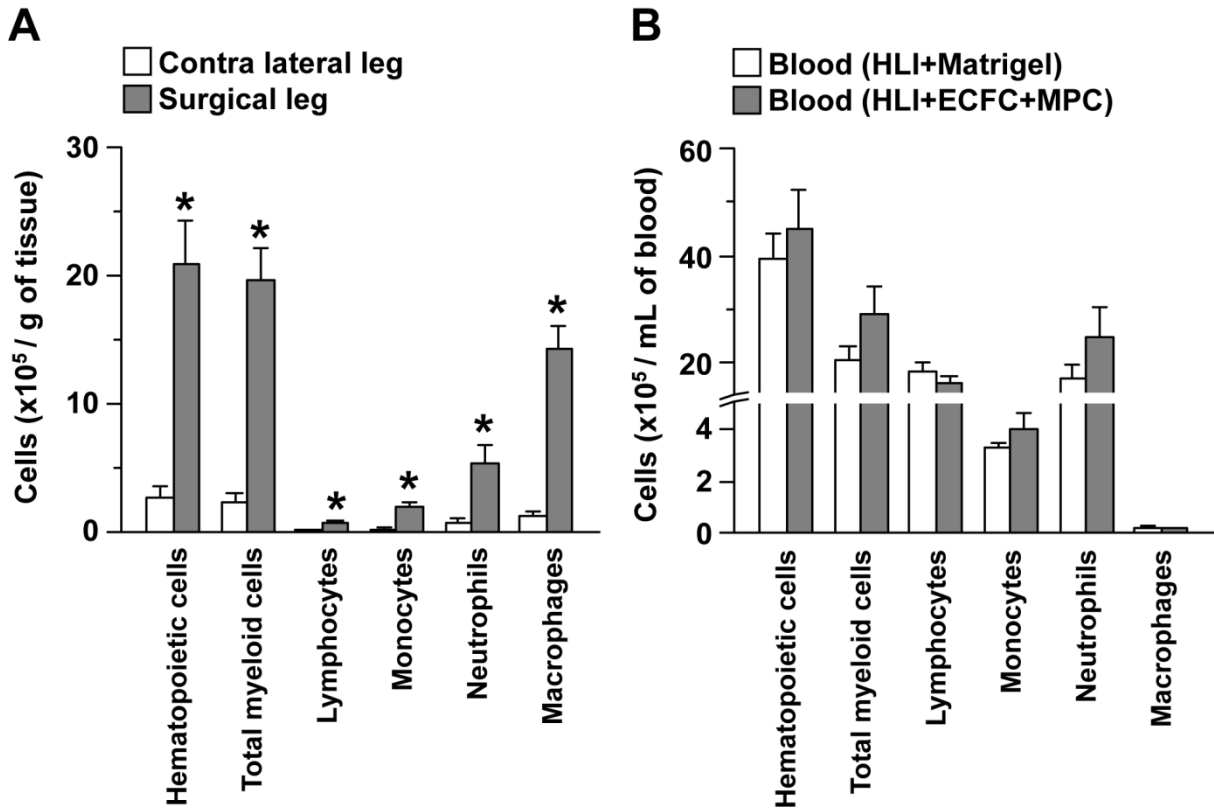 A
Contra lateral leg
Surgical leg
Cells (x10⁵ / g of tissue)
30
20
10
0
*
*
*
*
*
*
Hematopoietic cells
Total myeloid cells
Lymphocytes
Monocytes
Neutrophils
Macrophages
B
Blood (HLI+Matrigel)
Blood (HLI+ECFC+MPC)
Cells (x10⁵ / mL of blood)
60
40
20
4
2
0
Hematopoietic cells
Total myeloid cells
Lymphocytes
Monocytes
Neutrophils
Macrophages